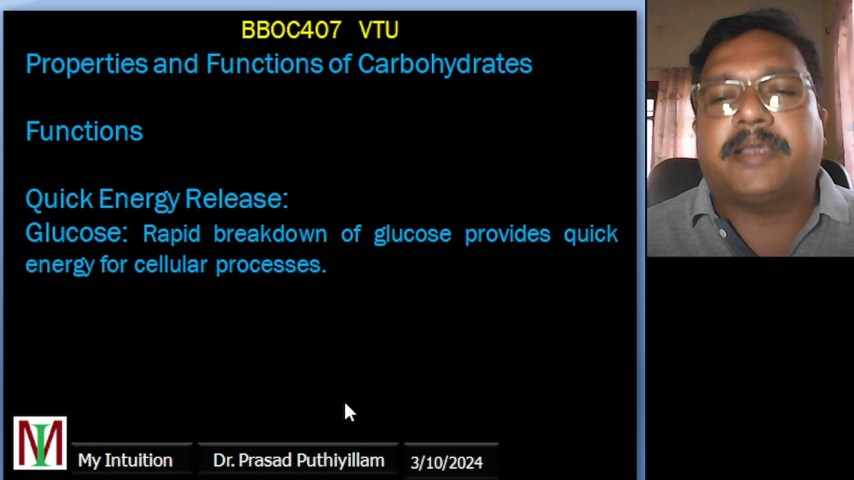 BBOC407 VTU
Properties and Functions of Carbohydrates
Functions
Quick Energy Release:
Glucose: Rapid breakdown of glucose provides quick
energy for cellular processes.
MI
My Intuition
Dr. Prasad Puthiyillam
3/10/2024